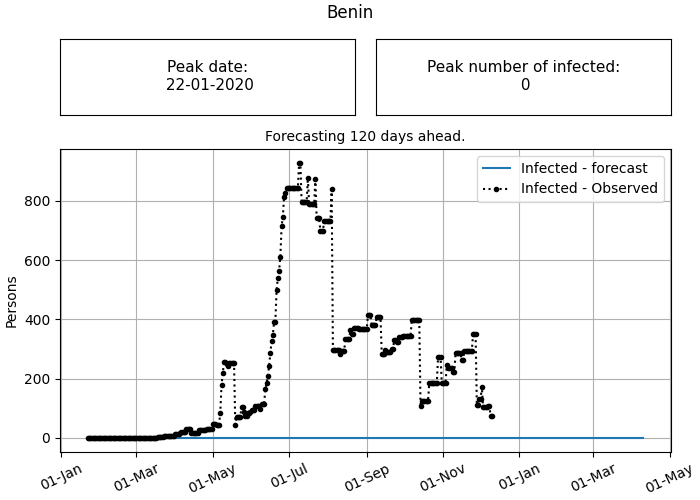 Benin
Peak date:
22-01-2020
Peak number of infected:
0
Forecasting 120 days ahead.
Infected - forecast
Infected - Observed
Persons
800
600
400
200
0
01-Jan
01-Mar
01-May
01-Jul
01-Sep
01-Nov
01-Jan
01-Mar
01-May